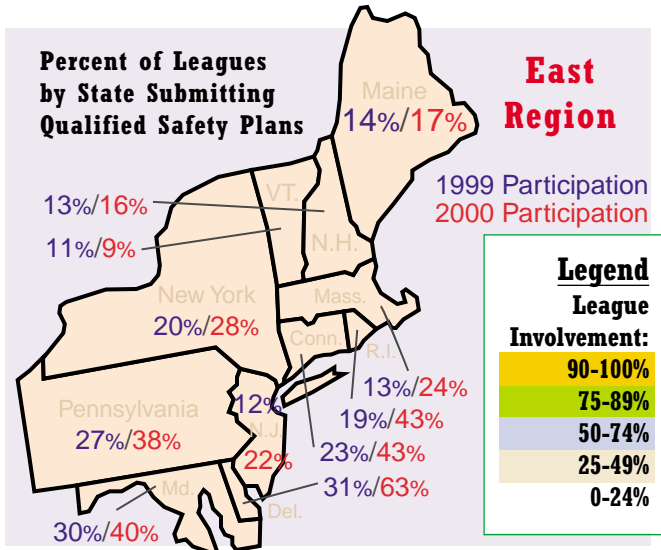 Percent of Leagues
by State Submitting
Qualified Safety Plans
East
Region
Maine
14%/17%
1999 Participation
2000 Participation
13%/16%
VT.
11%/9%
N.H.
New York
20%/28%
Mass.
Conn.
R.I.
13%/24%
19%/43%
23%/43%
31%/63%
Pennsylvania
27%/38%
12%
N.J.
22%
Md.
Del.
30%/40%
Legend
League
Involvement:
90-100%
75-89%
50-74%
25-49%
0-24%